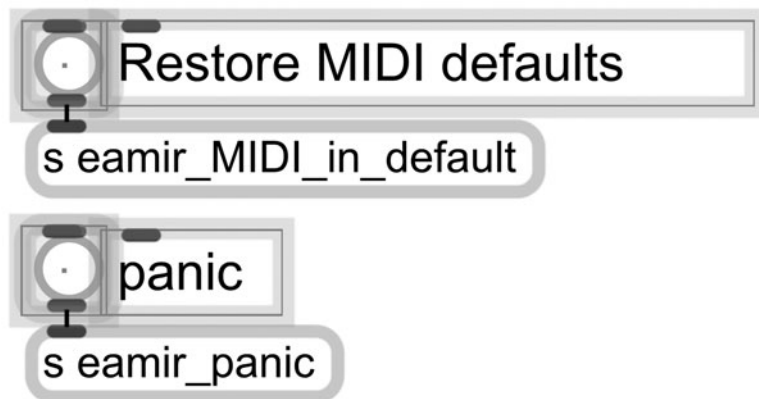 Restore MIDI defaults
s eamir_MIDI_in_default
panic
s eamir_panic